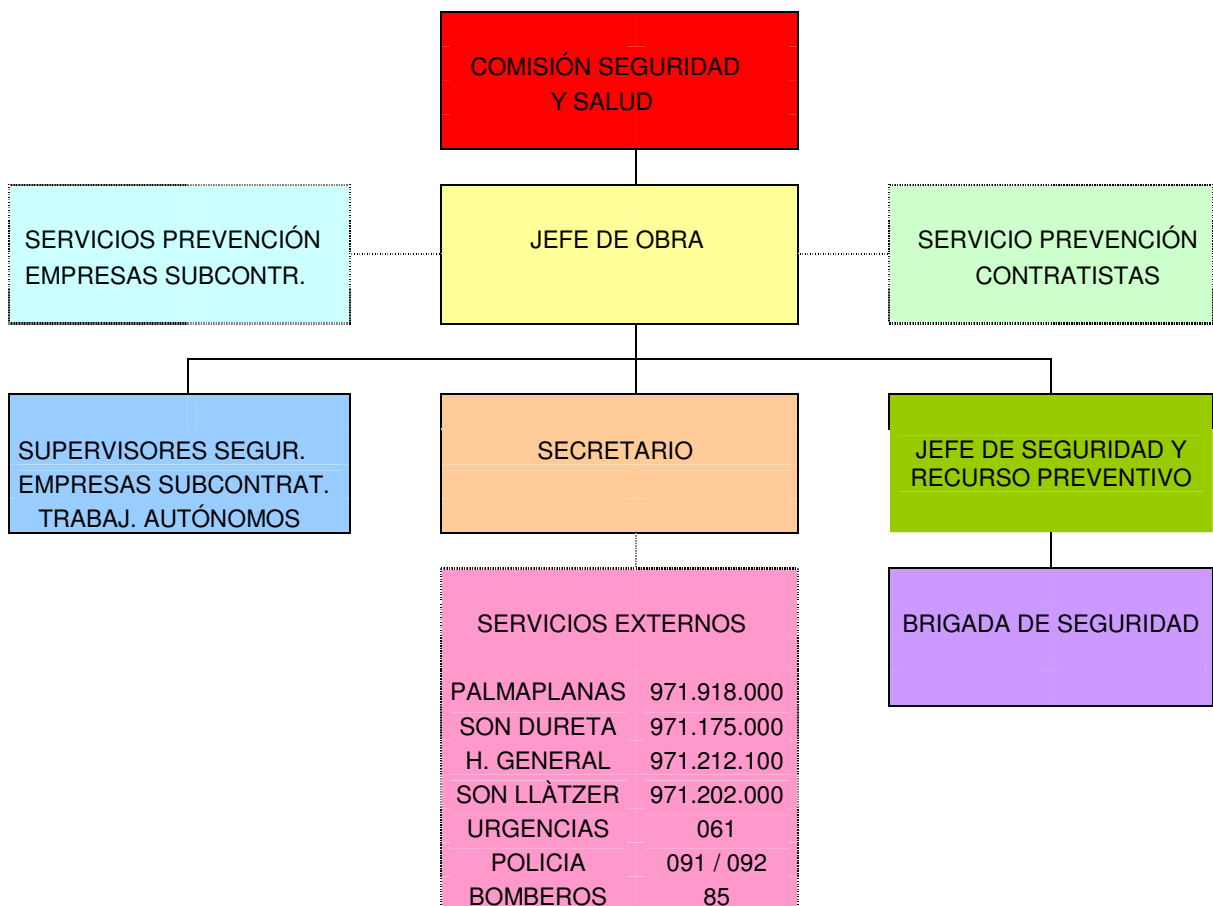 COMISIÓN SEGURIDAD
Y SALUD
SERVICIOS PREVENCIÓN
EMPRESAS SUBCONTR.
JEFE DE OBRA
SERVICIO PREVENCIÓN
CONTRATISTAS
SUPERVISORES SEGUR.
EMPRESAS SUBCONTRAT.
TRABAJ. AUTÓNOMOS
SECRETARIO
JEFE DE SEGURIDAD Y
RECURSO PREVENTIVO
SERVICIOS EXTERNOS
PALMAPLANAS 971.918.000
SON DURETA 971.175.000
H. GENERAL 971.212.100
SON LLÀTZER 971.202.000
URGENCIAS 061
POLICIA 091 / 092
BOMBEROS 85
BRIGADA DE SEGURIDAD